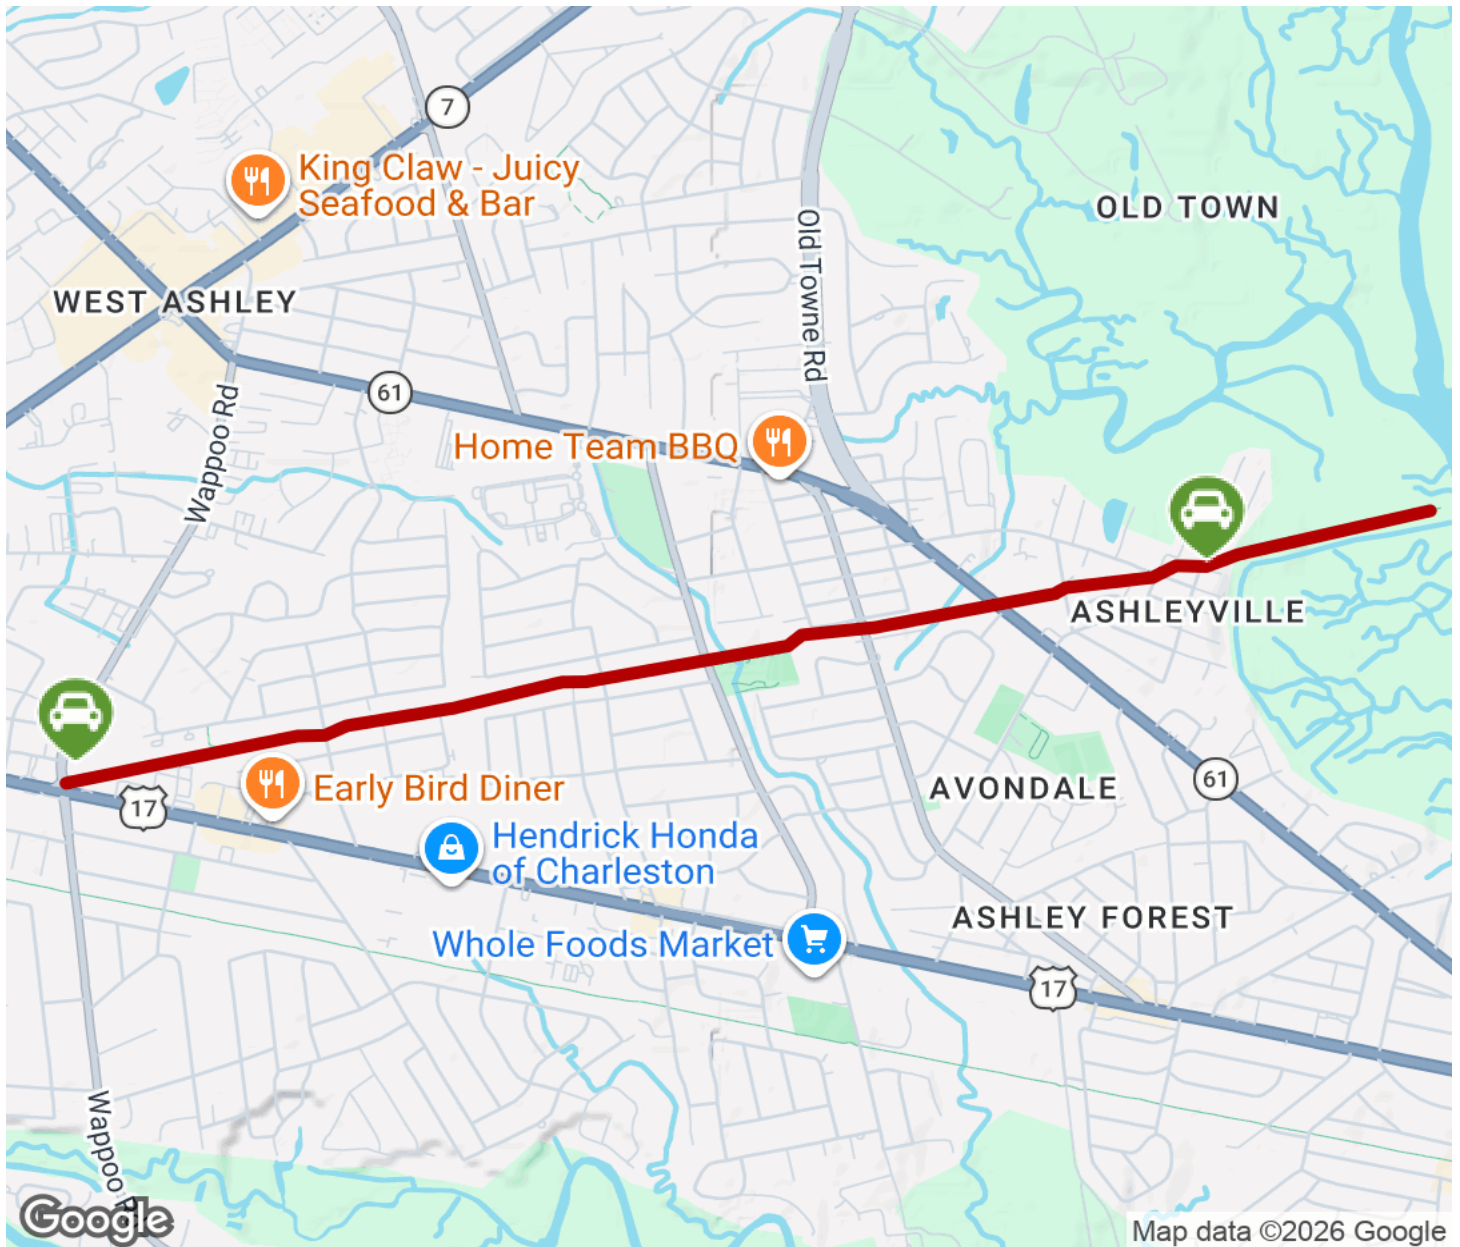 7
King Claw - Juicy
Seafood & Bar
OLD TOWN
Old Towne Rd
WEST ASHLEY
61
Wappoo Rd
Home Team BBQ
ASHLEYVILLE
61
AVONDALE
Early Bird Diner
17
Hendrick Honda
of Charleston
ASHLEY FOREST
Whole Foods Market
17
Wappoo
Google
Map data ©2026 Google